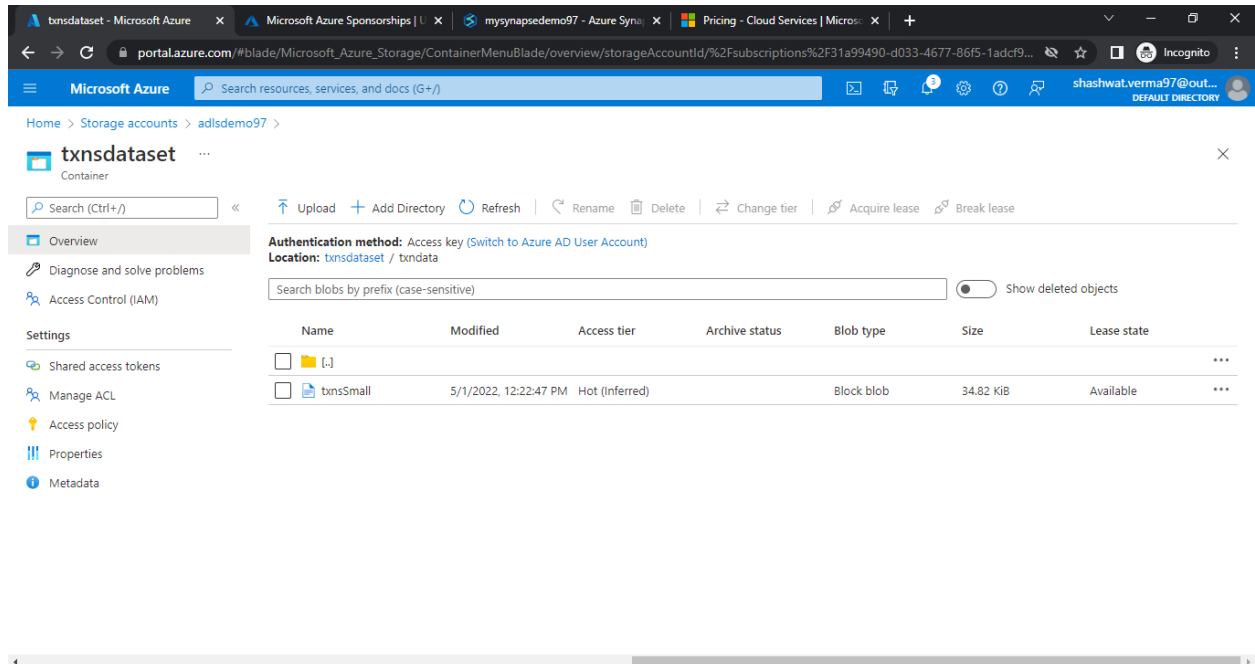 txnsdataset - Microsoft Azure
Microsoft Azure Sponsorships | U
mysynapsedemo97 - Azure Syna
Pricing - Cloud Services | Micros
portal.azure.com/#blade/Microsoft_Azure_Storage/ContainerMenuBlade/overview/storageAccountId/%2Fsubscriptions%2F31a99490-d033-4677-86f5-1adcf9...
Incognito
Microsoft Azure
Search resources, services, and docs (G+/)
3
shashwat.verma97@out...
DEFAULT DIRECTORY
Home > Storage accounts > adlsdemo97 >
txnsdataset ...
Container
Search (Ctrl+/)
«
Upload + Add Directory Refresh Rename Delete Change tier Acquire lease Break lease
Overview
Diagnose and solve problems
Access Control (IAM)
Settings
Shared access tokens
Manage ACL
Access policy
Properties
Metadata
Authentication method: Access key (Switch to Azure AD User Account)
Location: txnsdataset / txndata
Search blobs by prefix (case-sensitive)
Show deleted objects
Name Modified Access tier Archive status Blob type Size Lease state
[..] ...
txnsSmall 5/1/2022, 12:22:47 PM Hot (Inferred) Block blob 34.82 KiB Available ...